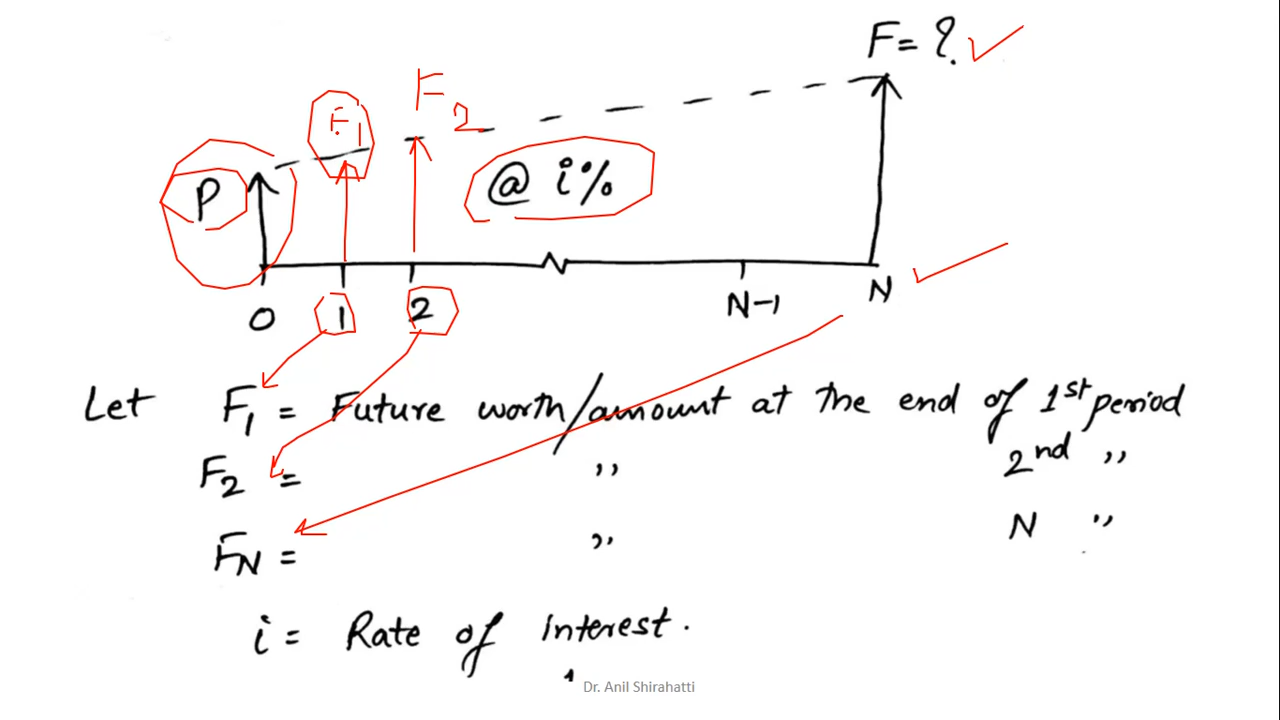 F = ?
F1
F2
P
@ i%
0 1 2 N-1 N
Let F1 = Future worth/amount at the end of 1st period
F2 = ,, 2nd ,,
FN = ,, N ,,
i = Rate of interest.
Dr. Anil Shirahatti